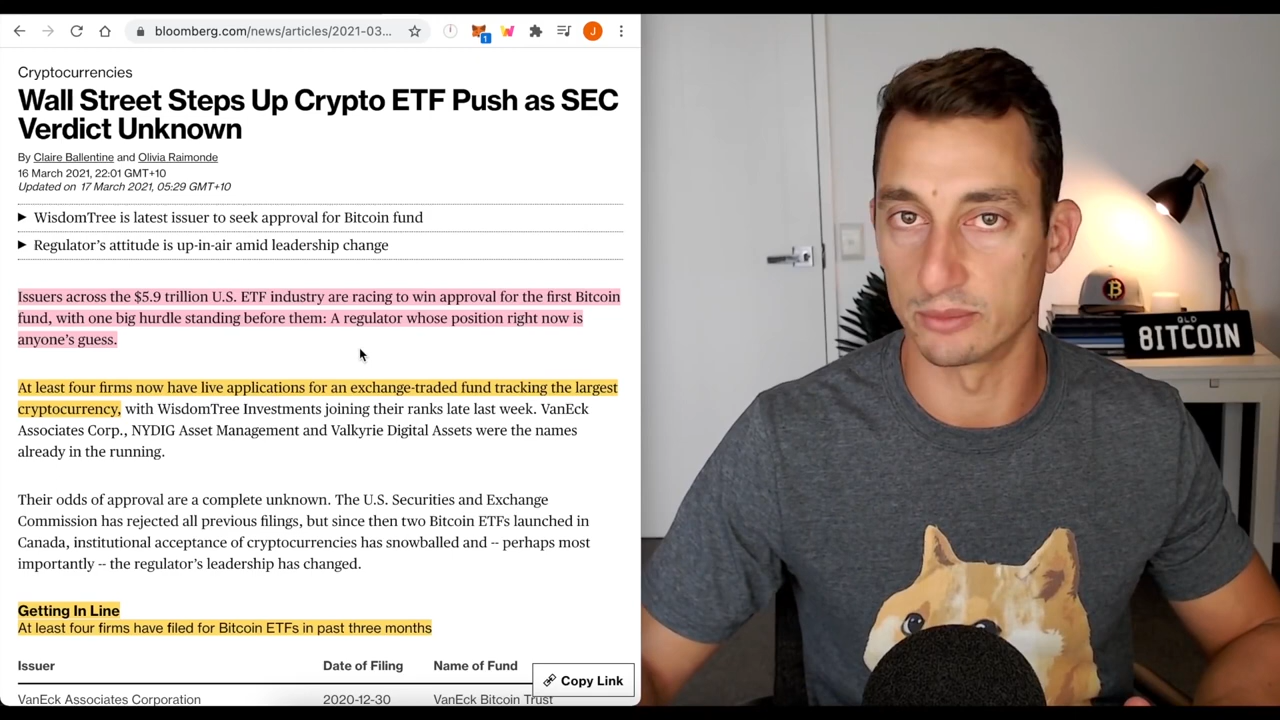 bloomberg.com/news/articles/2021-03...
1
J
Cryptocurrencies
Wall Street Steps Up Crypto ETF Push as SEC
Verdict Unknown
By Claire Ballentine and Olivia Raimonde
16 March 2021, 22:01 GMT+10
Updated on 17 March 2021, 05:29 GMT+10
▶ WisdomTree is latest issuer to seek approval for Bitcoin fund
▶ Regulator’s attitude is up-in-air amid leadership change
Issuers across the $5.9 trillion U.S. ETF industry are racing to win approval for the first Bitcoin
fund, with one big hurdle standing before them: A regulator whose position right now is
anyone’s guess.
At least four firms now have live applications for an exchange-traded fund tracking the largest
cryptocurrency, with WisdomTree Investments joining their ranks late last week. VanEck
Associates Corp., NYDIG Asset Management and Valkyrie Digital Assets were the names
already in the running.
Their odds of approval are a complete unknown. The U.S. Securities and Exchange
Commission has rejected all previous filings, but since then two Bitcoin ETFs launched in
Canada, institutional acceptance of cryptocurrencies has snowballed and -- perhaps most
importantly -- the regulator’s leadership has changed.
Getting In Line
At least four firms have filed for Bitcoin ETFs in past three months
Issuer Date of Filing Name of Fund
Copy Link
VanEck Associates Corporation 2020-12-30 VanEck Bitcoin Trust
QLD
8ITCOIN